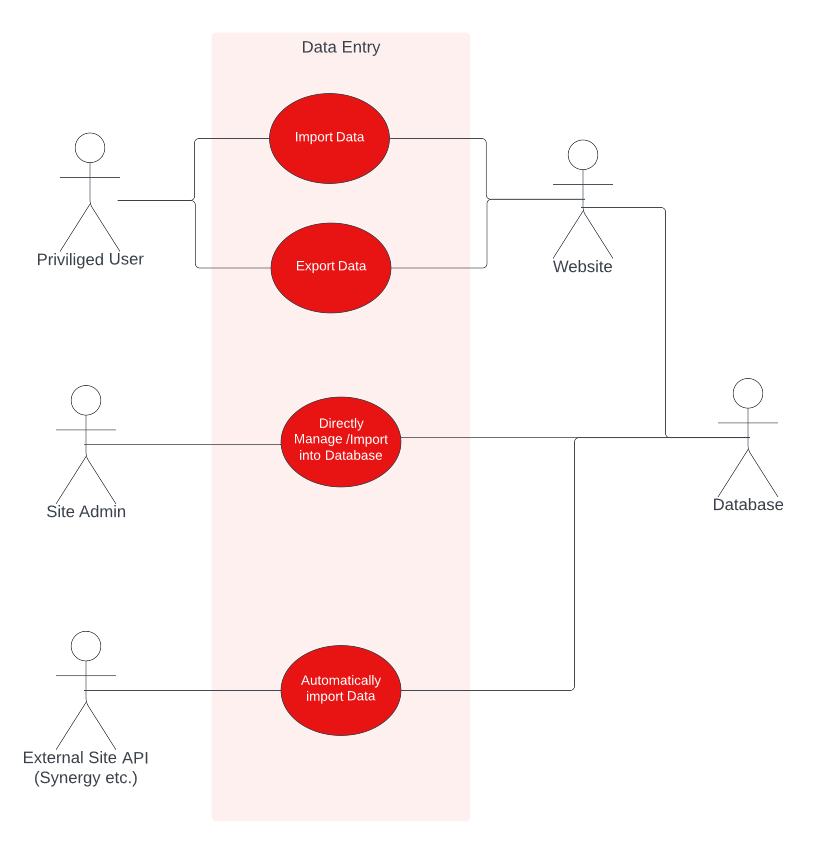 Data Entry
Import Data
Export Data
Priviliged User
Website
Directly
Manage /Import
into Database
Site Admin
Database
Automatically
import Data
External Site API
(Synergy etc.)